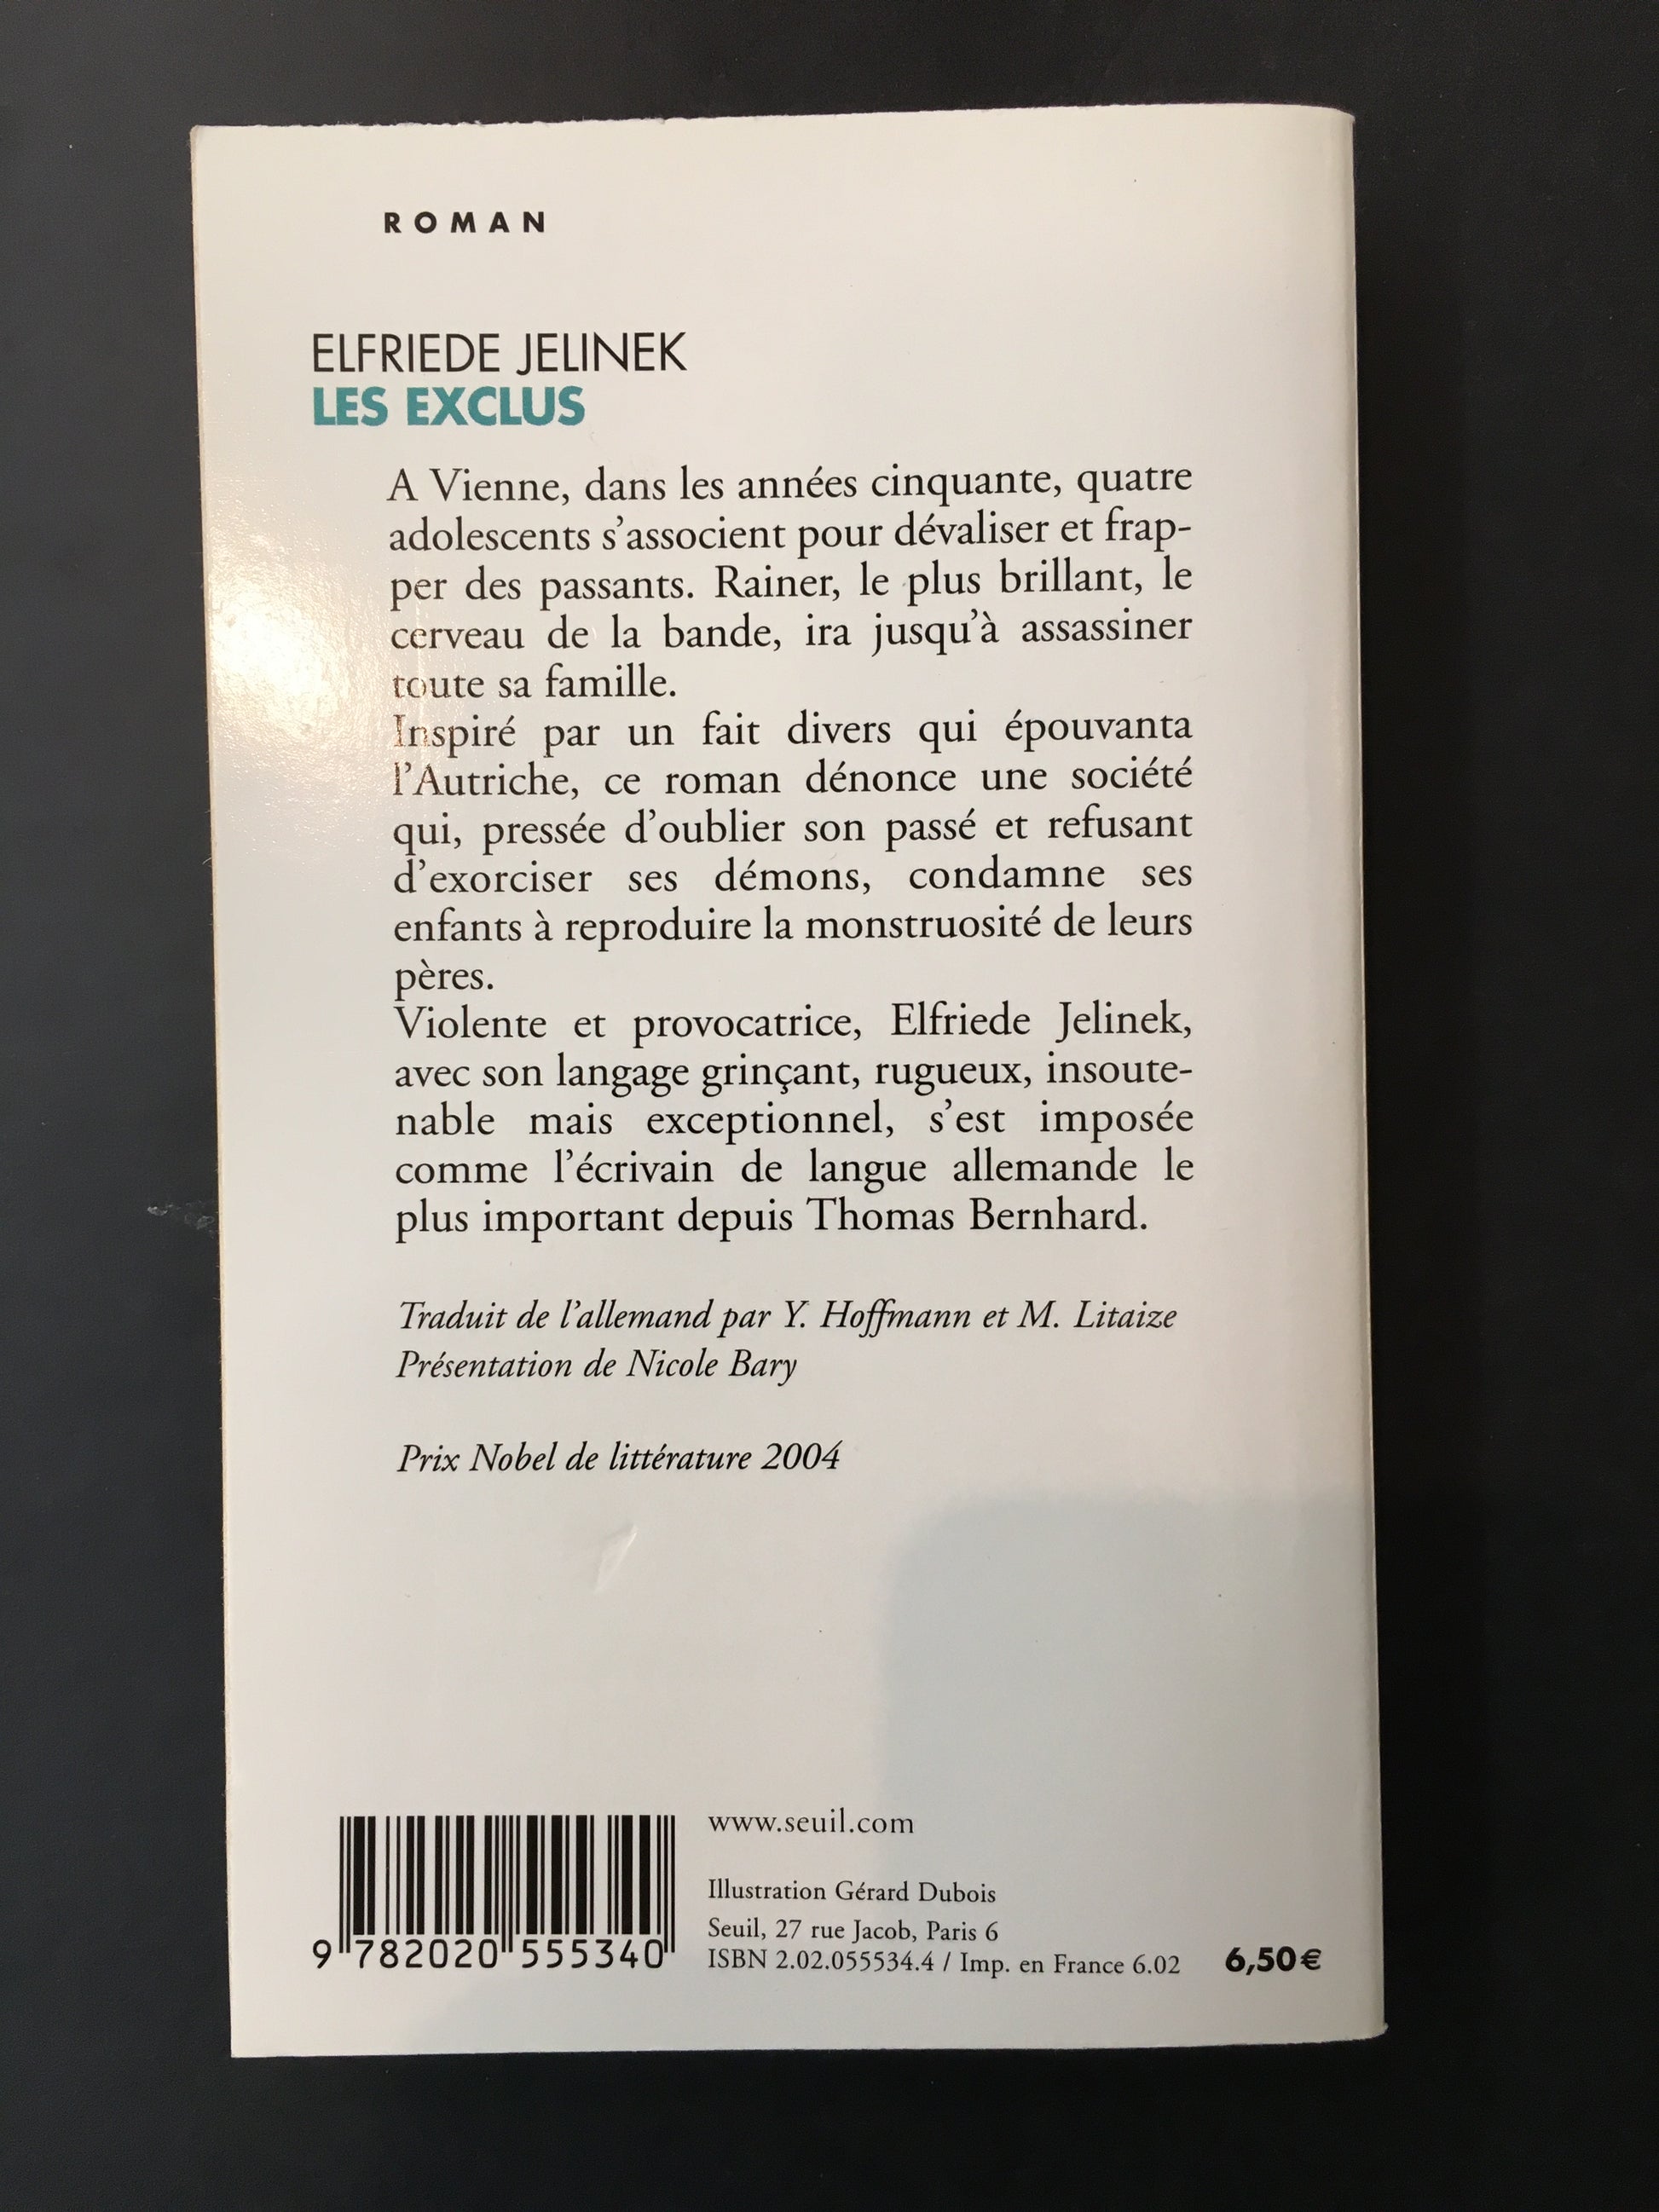 ROMAN
ELFRIEDE JELINEK
LES EXCLUS
A Vienne, dans les années cinquante, quatre
adolescents s'associent pour dévaliser et frap-
per des passants. Rainer, le plus brillant, le
cerveau de la bande, ira jusqu'à assassiner
toute sa famille.
Inspiré par un fait divers qui épouvanta
l'Autriche, ce roman dénonce une société
qui, pressée d'oublier son passé et refusant
d'exorciser ses démons, condamne ses
enfants à reproduire la monstruosité de leurs
pères.
Violente et provocatrice, Elfriede Jelinek,
avec son langage grinçant, rugueux, insoute-
nable mais exceptionnel, s'est imposée
comme l'écrivain de langue allemande le
plus important depuis Thomas Bernhard.
Traduit de l'allemand par Y. Hoffmann et M. Litaize
Présentation de Nicole Bary
Prix Nobel de littérature 2004
www.seuil.com
Illustration Gérard Dubois
Seuil, 27 rue Jacob, Paris 6
ISBN 2.02.055534.4 / Imp. en France 6.02
6,50€
9 782020 555340